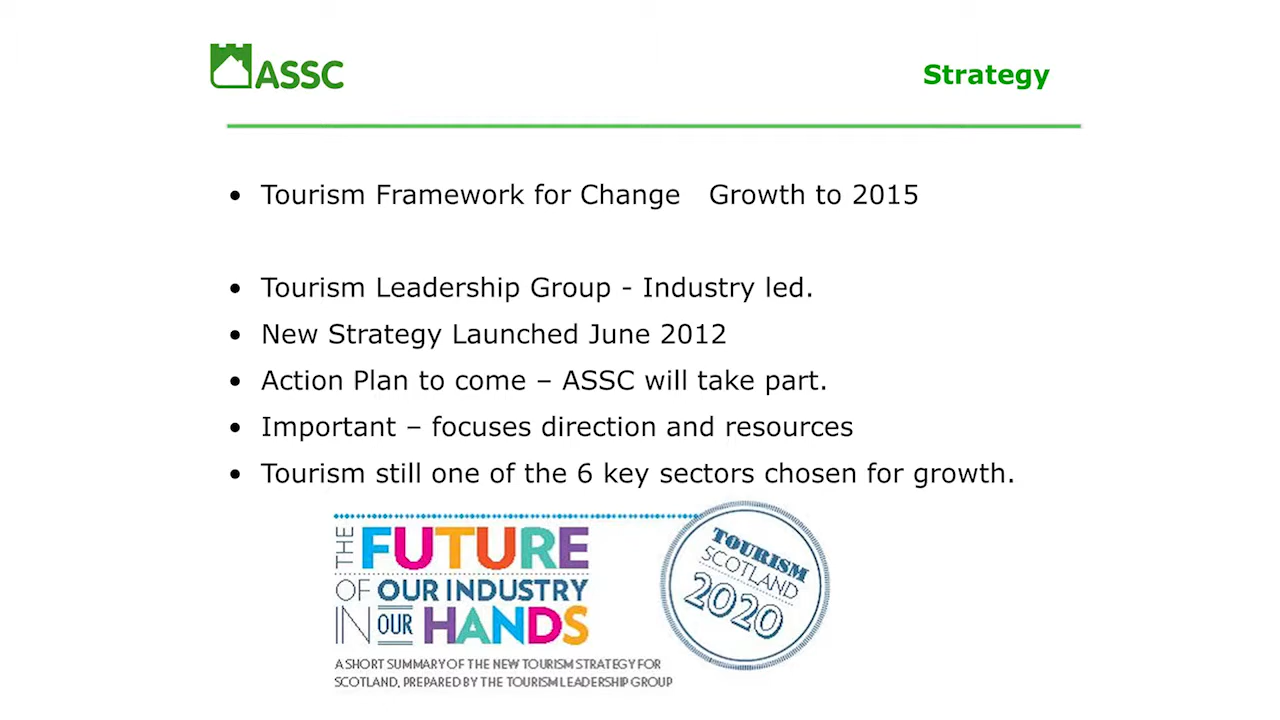 ASSC
Strategy
• Tourism Framework for Change Growth to 2015
• Tourism Leadership Group - Industry led.
• New Strategy Launched June 2012
• Action Plan to come – ASSC will take part.
• Important – focuses direction and resources
• Tourism still one of the 6 key sectors chosen for growth.
THE FUTURE
OF OUR INDUSTRY
IN OUR HANDS
A SHORT SUMMARY OF THE NEW TOURISM STRATEGY FOR
SCOTLAND, PREPARED BY THE TOURISM LEADERSHIP GROUP
TOURISM
SCOTLAND
2020